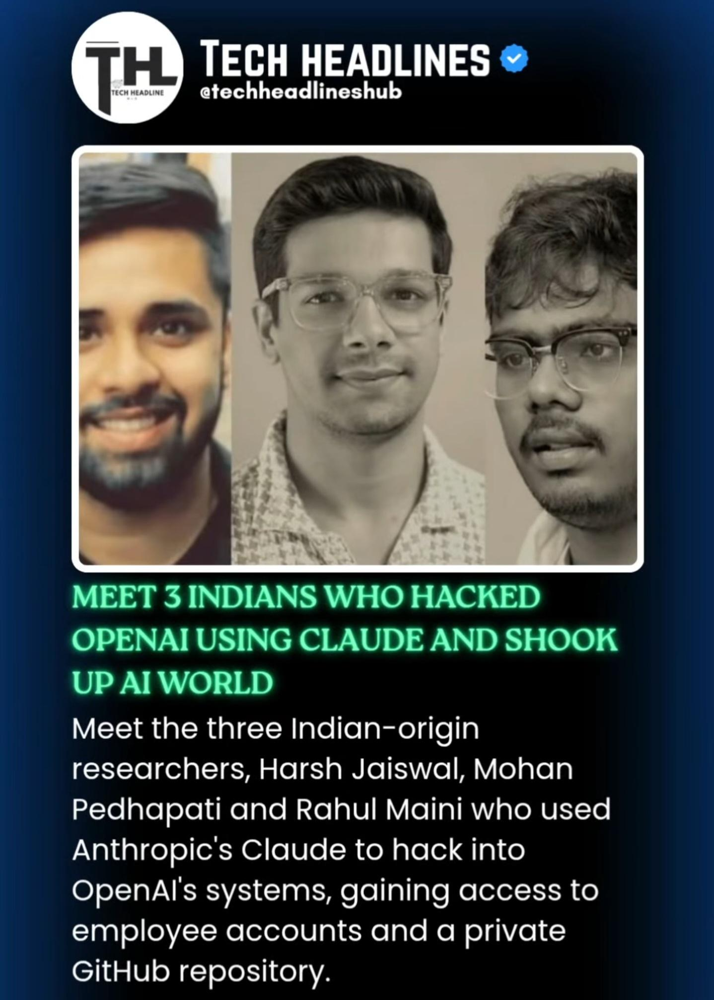 TH
TECH HEADLINE
TECH HEADLINES
@techheadlineshub
MEET 3 INDIANS WHO HACKED
OPENAI USING CLAUDE AND SHOOK
UP AI WORLD
Meet the three Indian-origin
researchers, Harsh Jaiswal, Mohan
Pedhapati and Rahul Maini who used
Anthropic's Claude to hack into
OpenAI's systems, gaining access to
employee accounts and a private
GitHub repository.